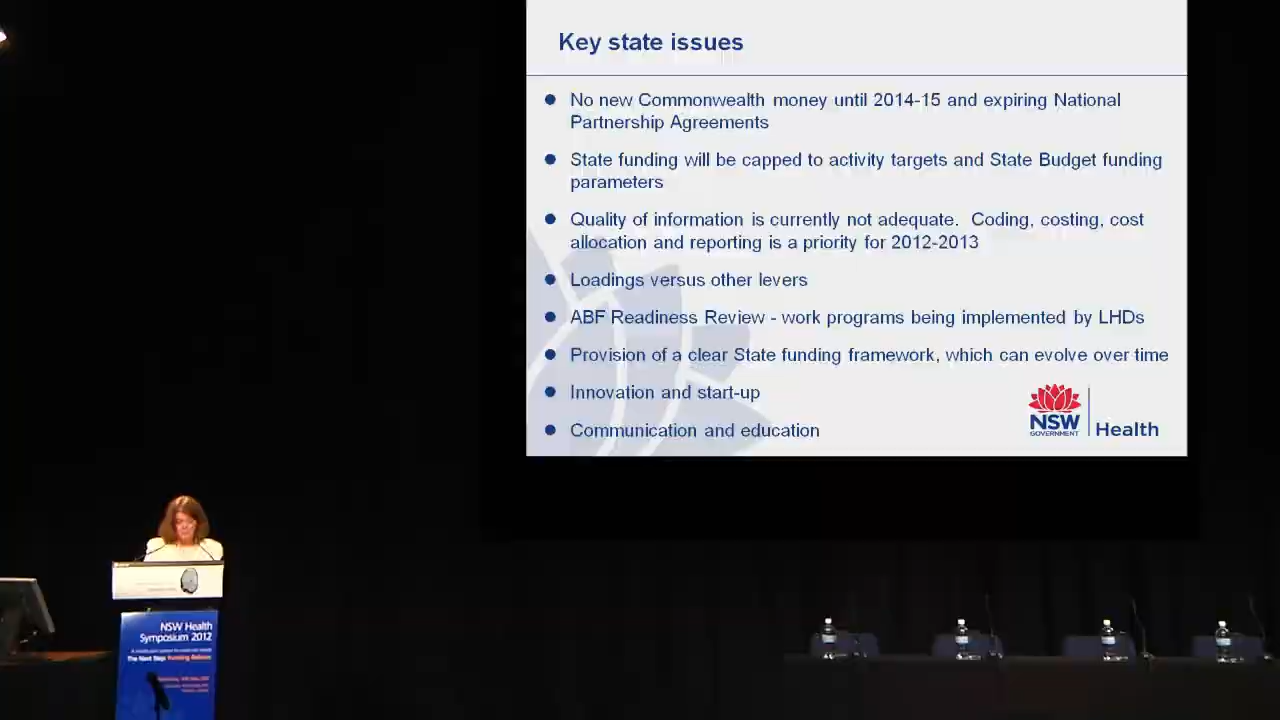 Key state issues
No new Commonwealth money until 2014-15 and expiring National
Partnership Agreements
State funding will be capped to activity targets and State Budget funding
parameters
Quality of information is currently not adequate.  Coding, costing, cost
allocation and reporting is a priority for 2012-2013
Loadings versus other levers
ABF Readiness Review - work programs being implemented by LHDs
Provision of a clear State funding framework, which can evolve over time
Innovation and start-up
Communication and education
NSW
GOVERNMENT
Health
NSW Health
Symposium 2012
The Next Step Funding Reform